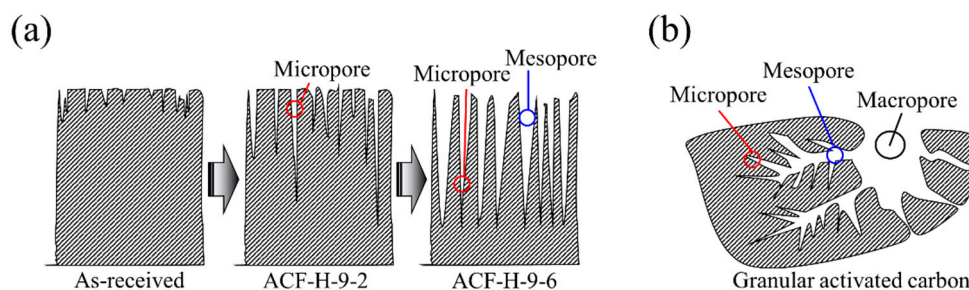 (a)
Micropore
Micropore
Mesopore
As-received
ACF-H-9-2
ACF-H-9-6
(b)
Micropore
Mesopore
Macropore
Granular activated carbon